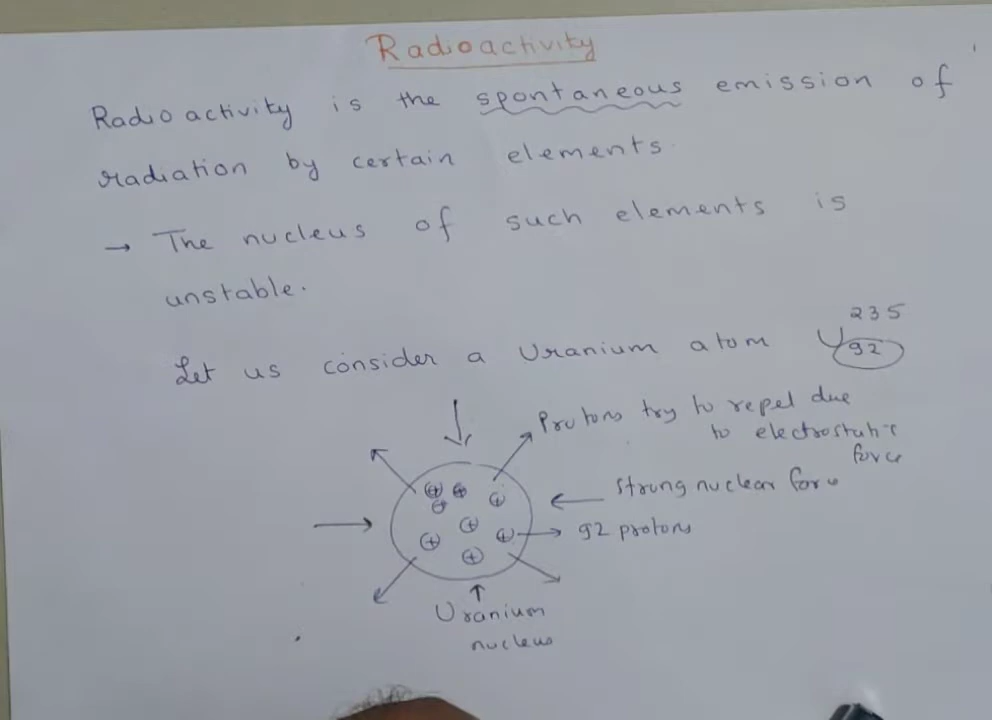 Radioactivity
Radioactivity is the spontaneous emission of
radiation by certain elements.
→ The nucleus of such elements is
unstable.
Let us consider a Uranium atom U 235 92
Protons try to repel due
to electrostatic
force
strong nuclear force
92 protons
Uranium
nucleus